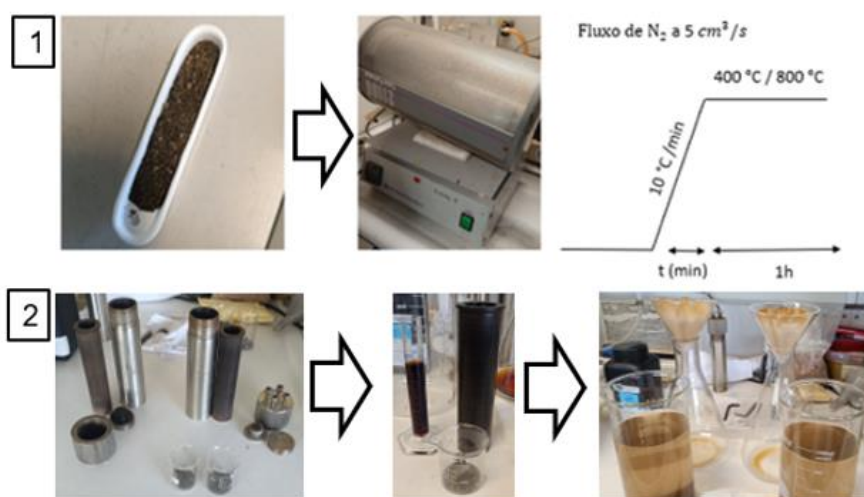 1
Fluxo de N₂ a 5 cm³/s
400 °C / 800 °C
10 °C /min
t (min)
1h
2